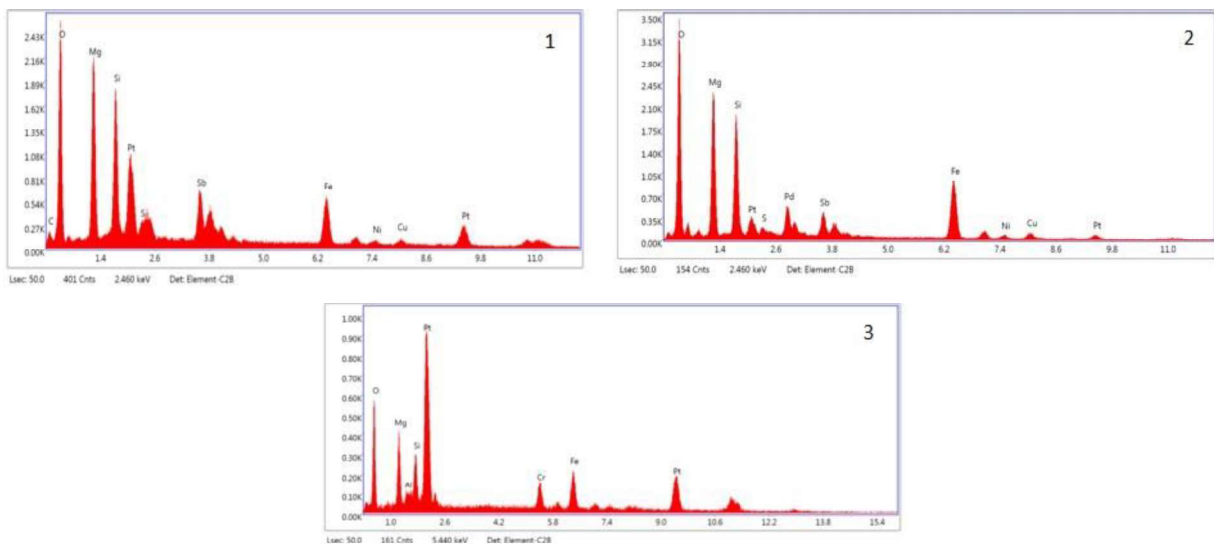 1
2.43K
2.16K
1.89K
1.62K
1.35K
1.08K
0.81K
0.54K
0.27K
0.00K
O
Mg
Si
Pt
C
Sb
Fe
Ni
Cu
Pt
1.4 2.6 3.8 5.0 6.2 7.4 8.6 9.8 11.0
Lsec: 50.0 401 Cnts 2.460 keV Det: Element-C2B
2
3.50K
3.15K
2.80K
2.45K
2.10K
1.75K
1.40K
1.05K
0.70K
0.35K
0.00K
O
Mg
Si
Pt
S
Pd
Sb
Fe
Ni
Cu
Pt
1.4 2.6 3.8 5.0 6.2 7.4 8.6 9.8 11.0
Lsec: 50.0 154 Cnts 2.460 keV Det: Element-C2B
3
1.00K
0.90K
0.80K
0.70K
0.60K
0.50K
0.40K
0.30K
0.20K
0.10K
0.00K
O
Mg
Al
Si
Pt
Cr
Fe
Pt
1.0 2.6 4.2 5.8 7.4 9.0 10.6 12.2 13.8 15.4
Lsec: 50.0 161 Cnts 5.440 keV Det: Element-C2B